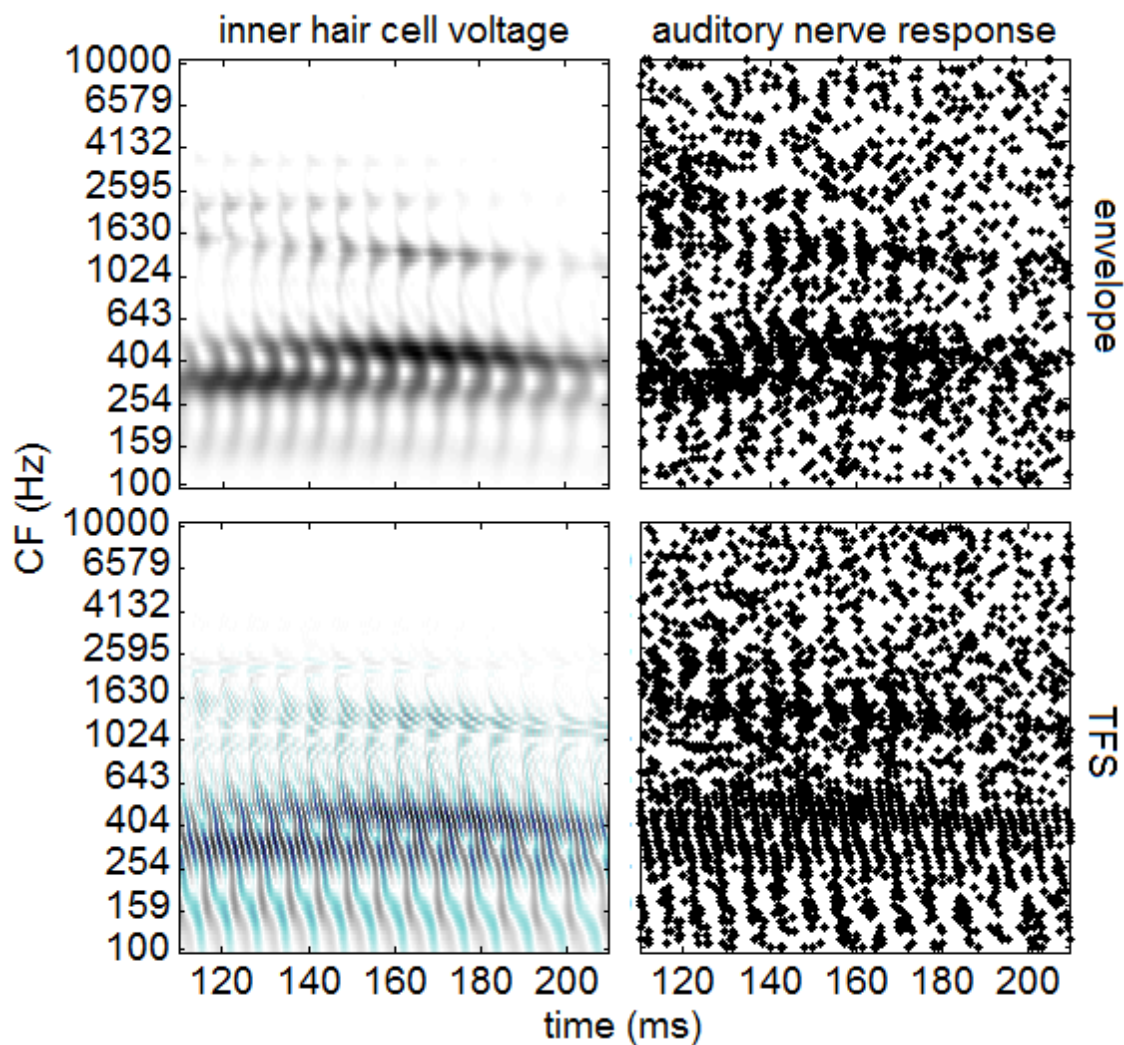 inner hair cell voltage
auditory nerve response
10000
6579
4132
2595
1630
1024
643
404
254
159
100
envelope
CF (Hz)
10000
6579
4132
2595
1630
1024
643
404
254
159
100
TFS
120 140 160 180 200
120 140 160 180 200
time (ms)